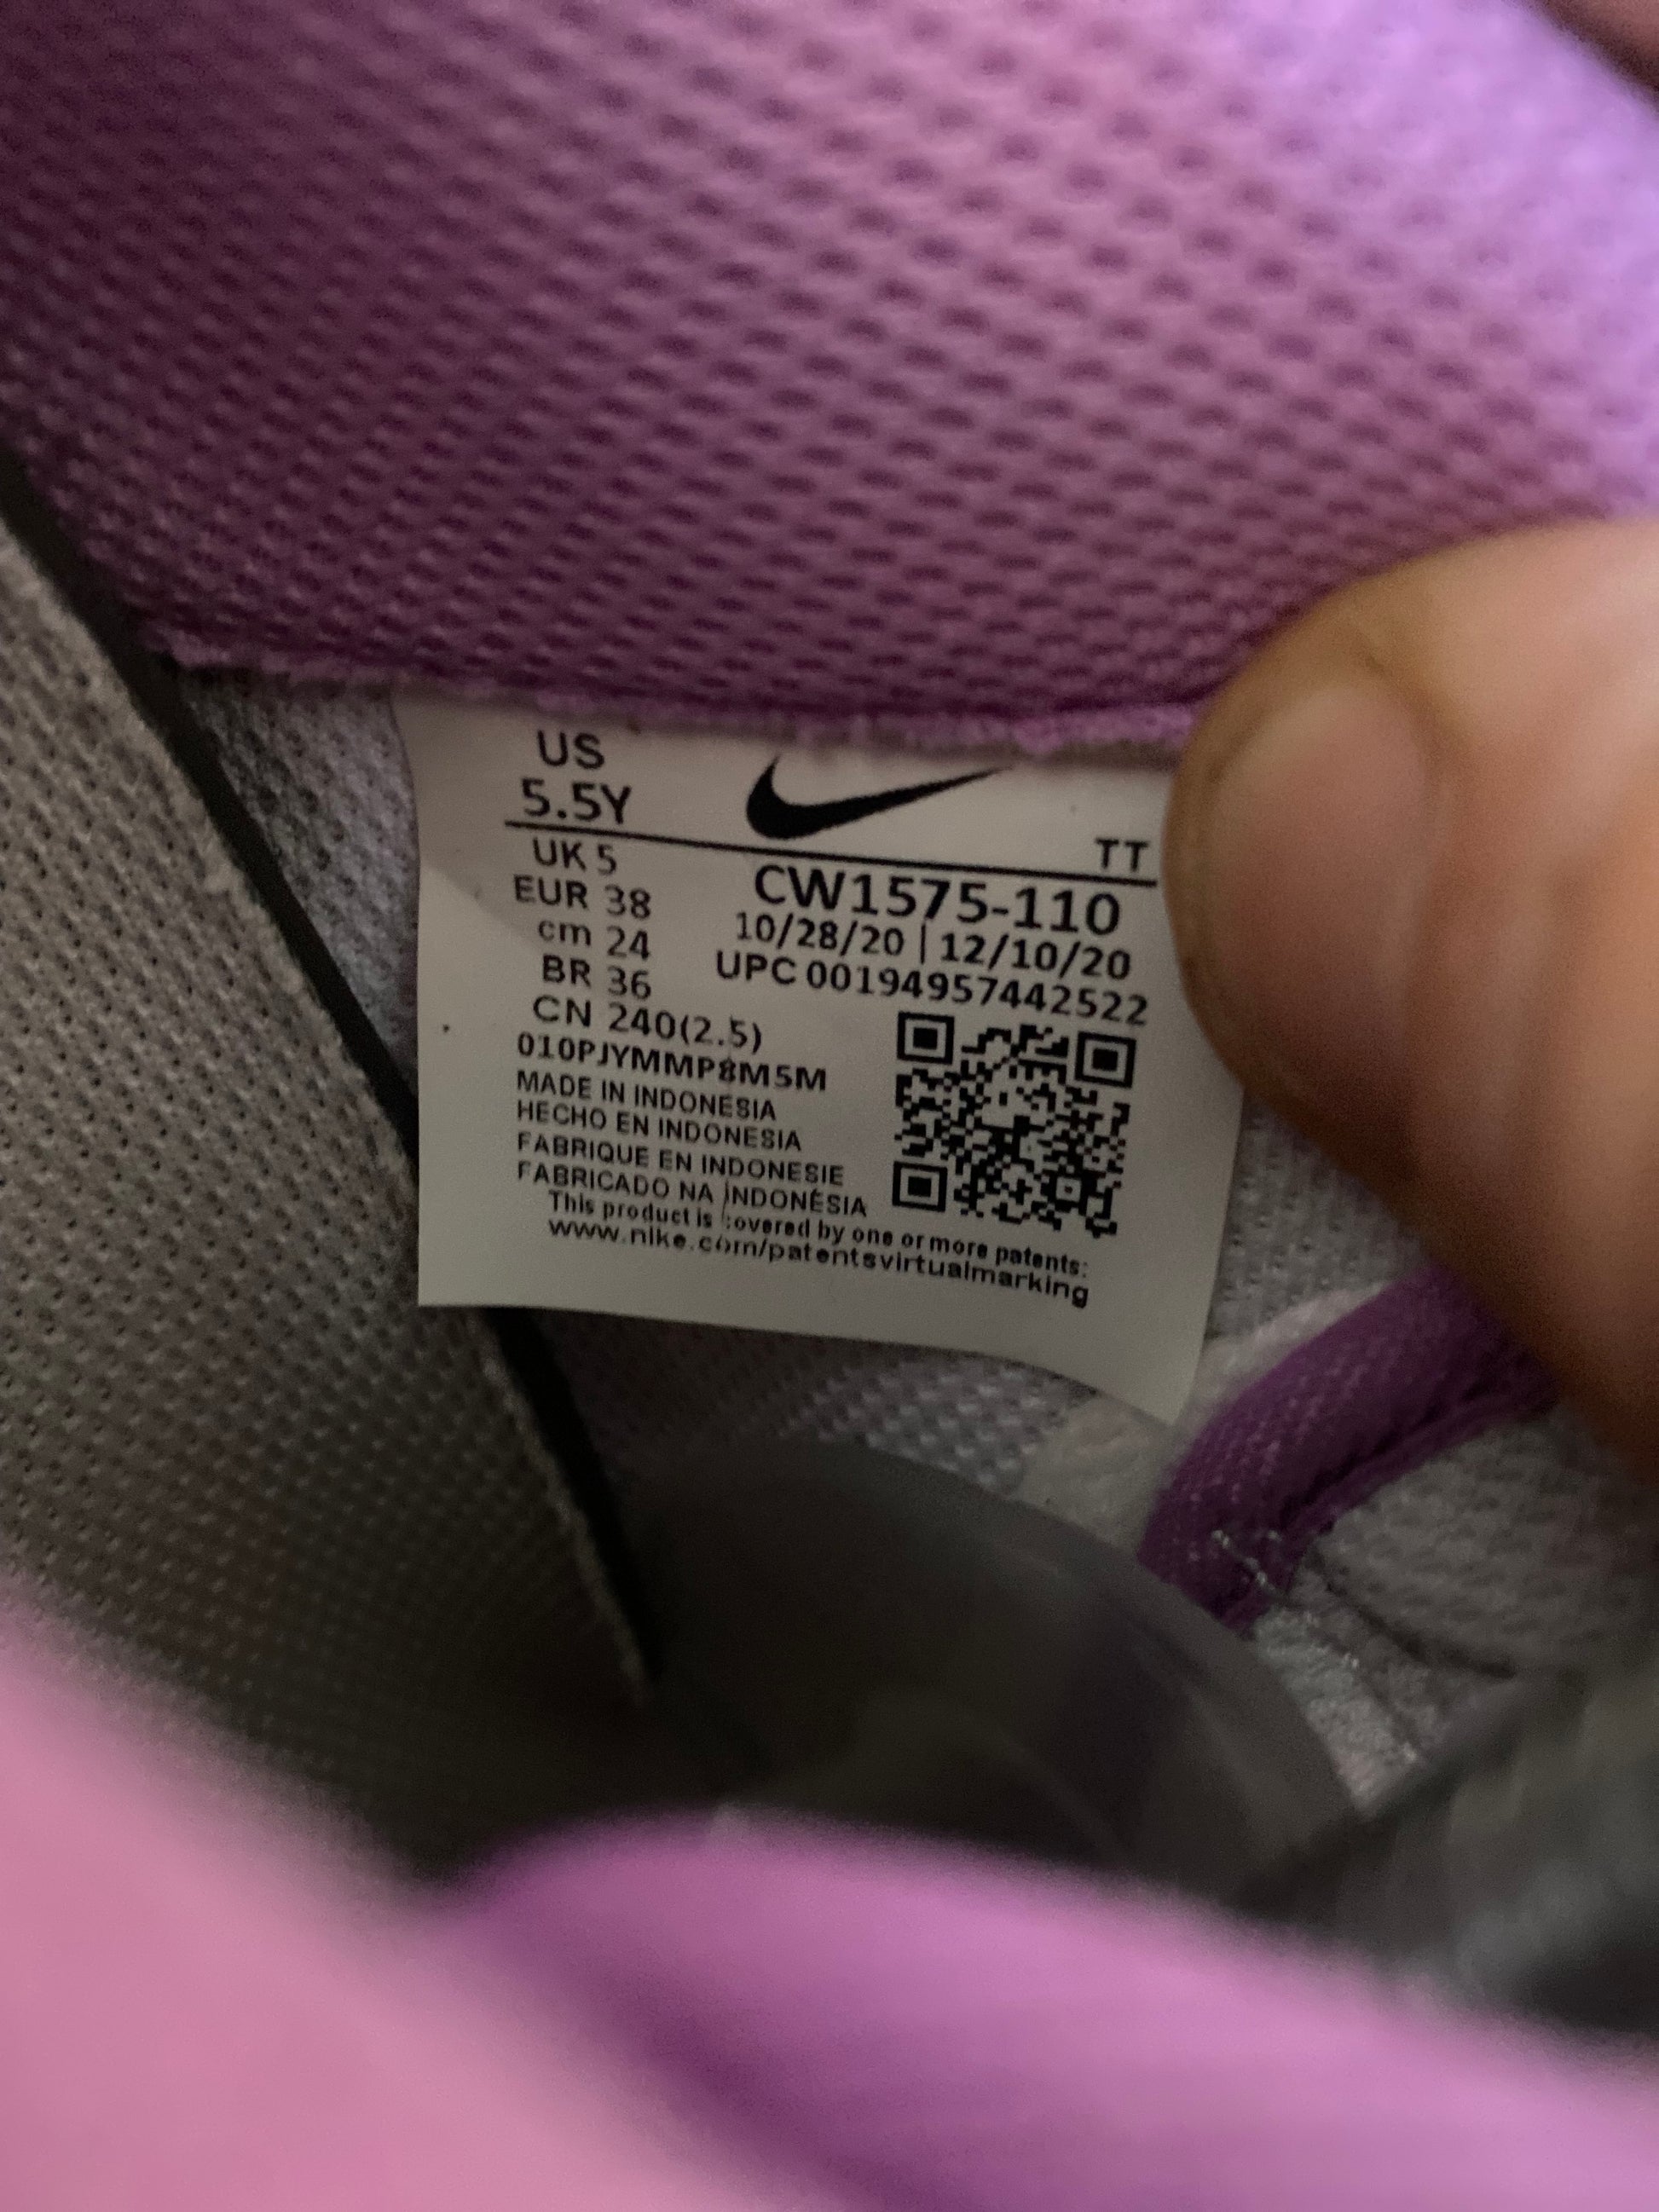 US
5.5Y
TT
UK 5
EUR 38
cm 24
BR 36
CN 240(2.5)
CW1575-110
10/28/20 | 12/10/20
UPC 00194957442522
010PJYMMP8M5M
MADE IN INDONESIA
HECHO EN INDONESIA
FABRIQUE EN INDONESIE
FABRICADO NA INDONÉSIA
This product is covered by one or more patents:
www.nike.com/patentsvirtualmarking